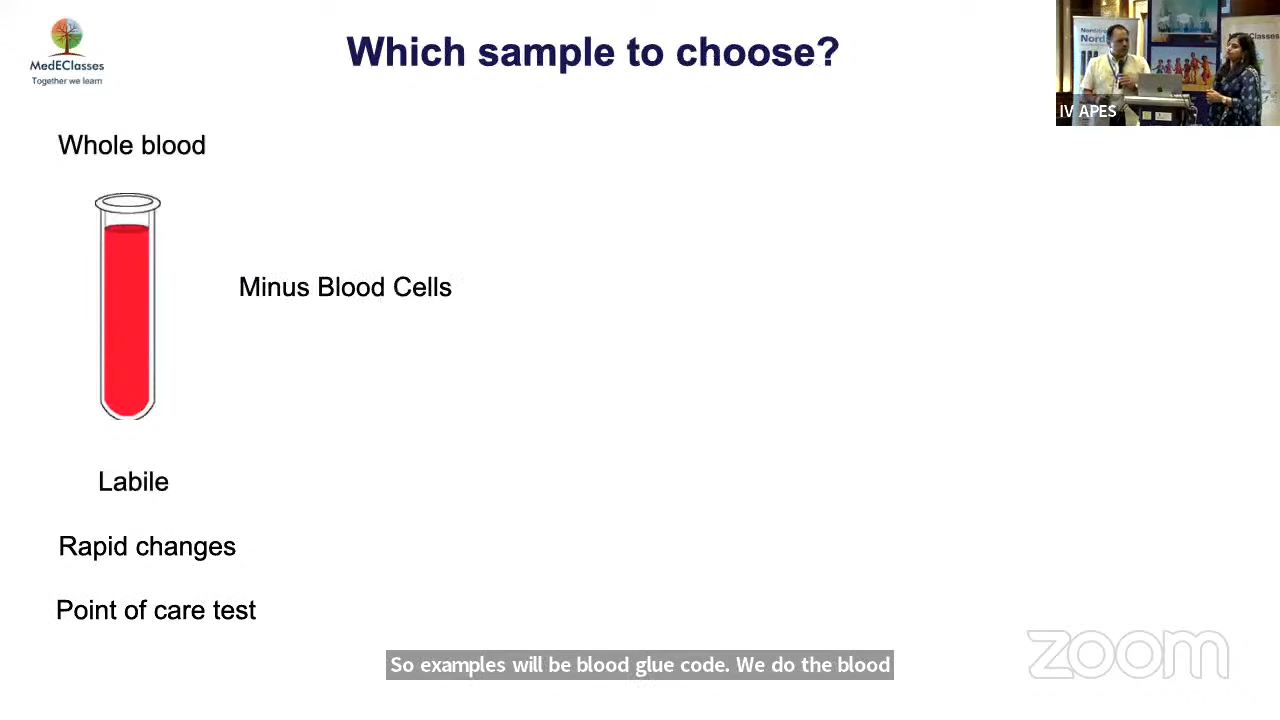 MedEClasses
Together we learn
Which sample to choose?
IV APES
Whole blood
Minus Blood Cells
Labile
Rapid changes
Point of care test
So examples will be blood glue code. We do the blood
zoom